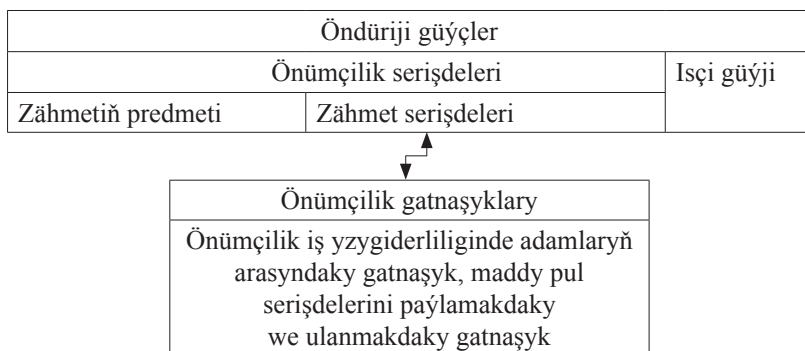 Öndüriji güýçler
Önümçilik serişdeleri
Isçi güýji
Zähmetiň predmeti
Zähmet serişdeleri
Önümçilik gatnaşyklary
Önümçilik iş yzygiderliliginde adamlaryň
arasyndaky gatnaşyk, maddy pul
serişdelerini paýlamakdaky
we ulanmakdaky gatnaşyk